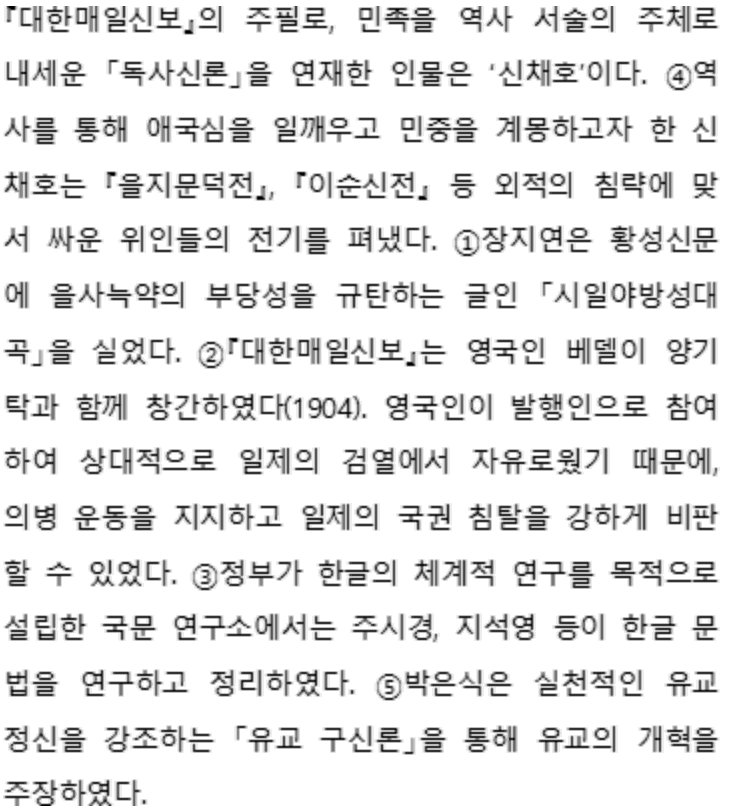 『대한매일신보』의 주필로, 민족을 역사 서술의 주체로
내세운 「독사신론」을 연재한 인물은 ‘신채호’이다. ④역
사를 통해 애국심을 일깨우고 민중을 계몽하고자 한 신
채호는 『을지문덕전』, 『이순신전』 등 외적의 침략에 맞
서 싸운 위인들의 전기를 펴냈다. ①장지연은 황성신문
에 을사늑약의 부당성을 규탄하는 글인 「시일야방성대
곡」을 실었다. ②『대한매일신보』는 영국인 베델이 양기
탁과 함께 창간하였다(1904). 영국인이 발행인으로 참여
하여 상대적으로 일제의 검열에서 자유로웠기 때문에,
의병 운동을 지지하고 일제의 국권 침탈을 강하게 비판
할 수 있었다. ③정부가 한글의 체계적 연구를 목적으로
설립한 국문 연구소에서는 주시경, 지석영 등이 한글 문
법을 연구하고 정리하였다. ⑤박은식은 실천적인 유교
정신을 강조하는 「유교 구신론」을 통해 유교의 개혁을
주장하였다.